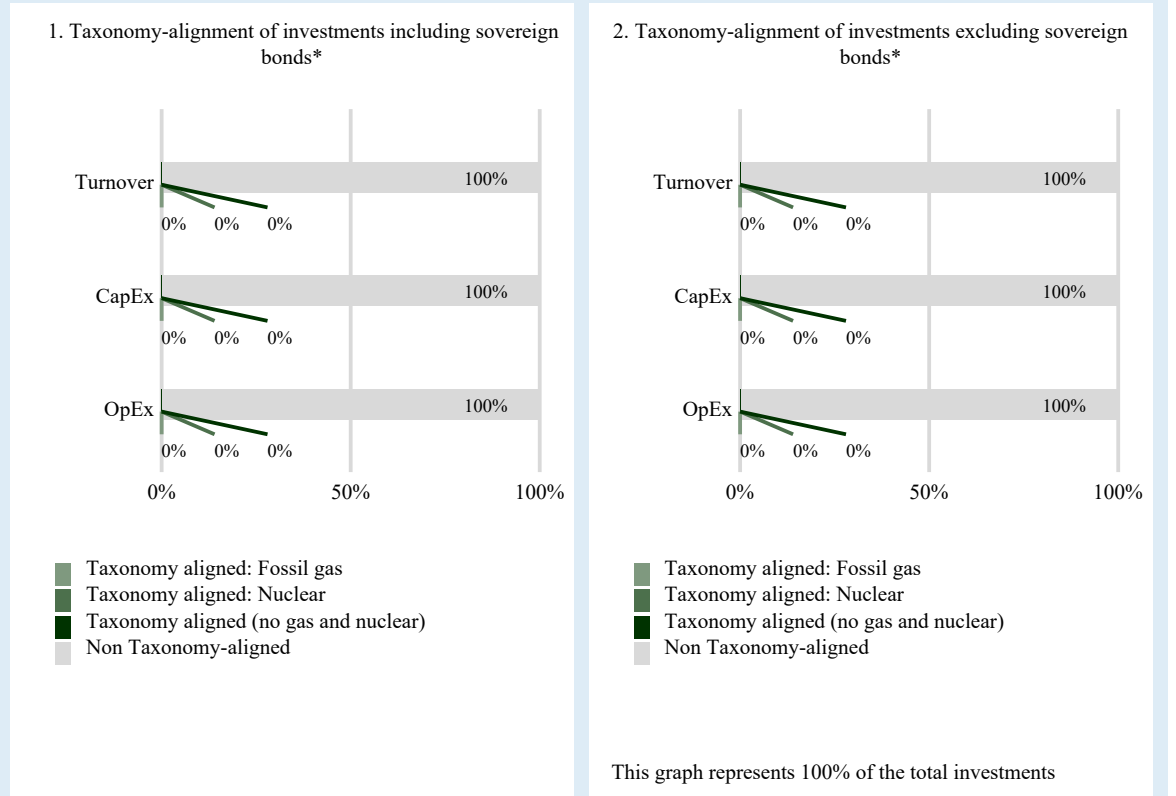 1. Taxonomy-alignment of investments including sovereign
bonds*
Turnover
100%
0% 0% 0%
CapEx
100%
0% 0% 0%
OpEx
100%
0% 0% 0%
0% 50% 100%
Taxonomy aligned: Fossil gas
Taxonomy aligned: Nuclear
Taxonomy aligned (no gas and nuclear)
Non Taxonomy-aligned
2. Taxonomy-alignment of investments excluding sovereign
bonds*
Turnover
100%
0% 0% 0%
CapEx
100%
0% 0% 0%
OpEx
100%
0% 0% 0%
0% 50% 100%
Taxonomy aligned: Fossil gas
Taxonomy aligned: Nuclear
Taxonomy aligned (no gas and nuclear)
Non Taxonomy-aligned
This graph represents 100% of the total investments